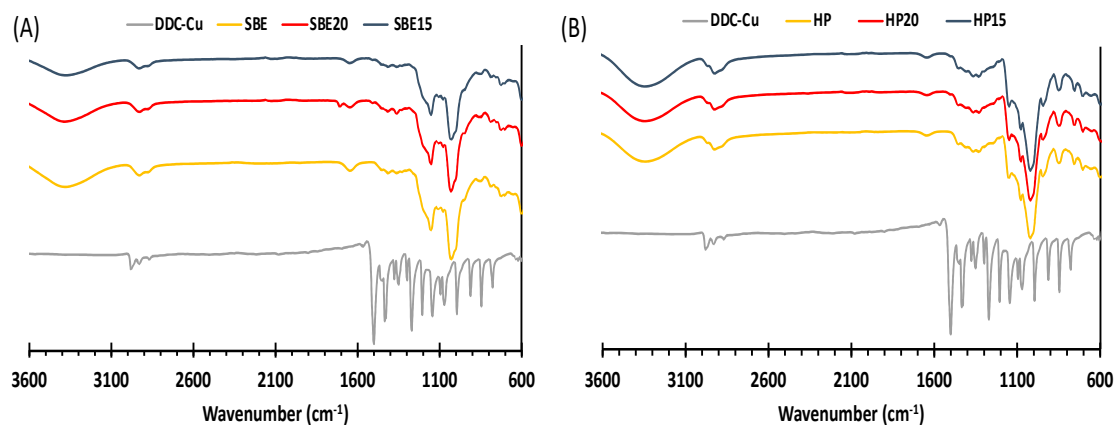 (A)
DDC-Cu SBE SBE20 SBE15
3600 3100 2600 2100 1600 1100 600
Wavenumber (cm-1)
(B)
DDC-Cu HP HP20 HP15
3600 3100 2600 2100 1600 1100 600
Wavenumber (cm-1)